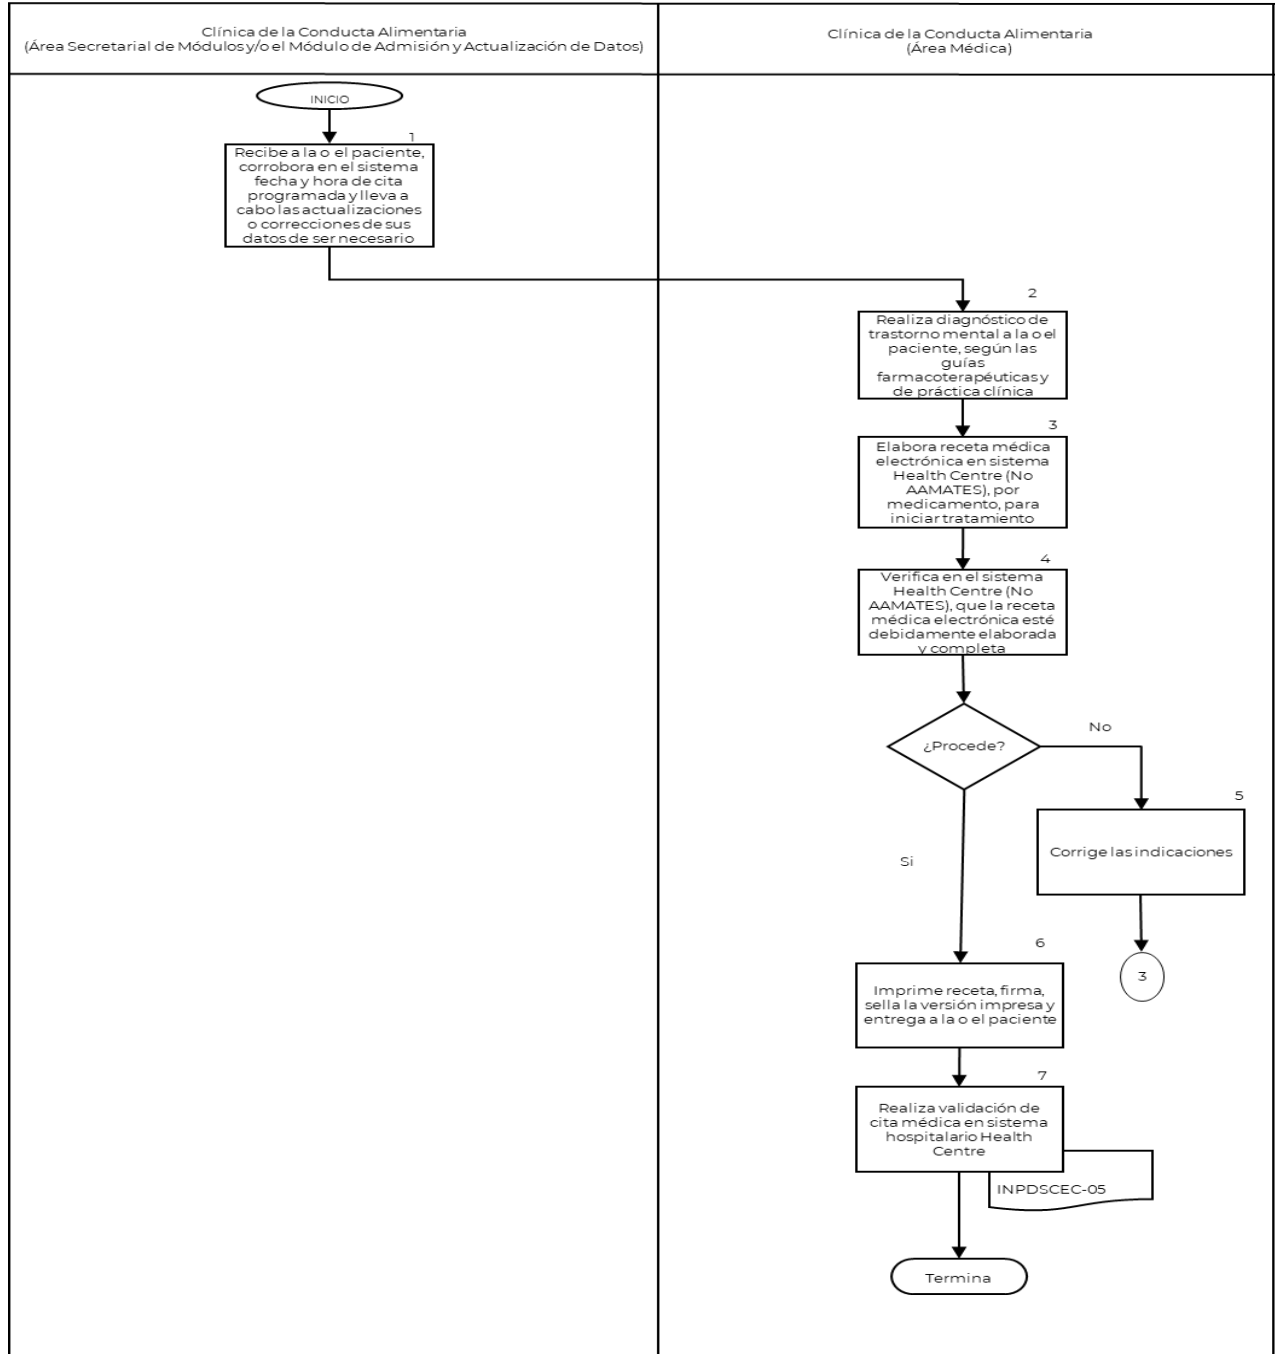 Clínica de la Conducta Alimentaria
(Área Secretarial de Módulos y/o el Módulo de Admisión y Actualización de Datos)
Clínica de la Conducta Alimentaria
(Área Médica)
INICIO
1
Recibe a la o el paciente,
corrobora en el sistema
fecha y hora de cita
programada y lleva a
cabo las actualizaciones
o correcciones de sus
datos de ser necesario
2
Realiza diagnóstico de
trastorno mental a la o el
paciente, según las
guías
farmacoterapéuticas y
de práctica clínica
3
Elabora receta médica
electrónica en sistema
Health Centre (No
AAMATES), por
medicamento, para
iniciar tratamiento
4
Verifica en el sistema
Health Centre (No
AAMATES), que la receta
médica electrónica esté
debidamente elaborada
y completa
¿Procede?
No
5
Corrige las indicaciones
3
Si
6
Imprime receta, firma,
sella la versión impresa y
entrega a la o el paciente
7
Realiza validación de
cita médica en sistema
hospitalario Health
Centre
INPDSCEC-05
Termina